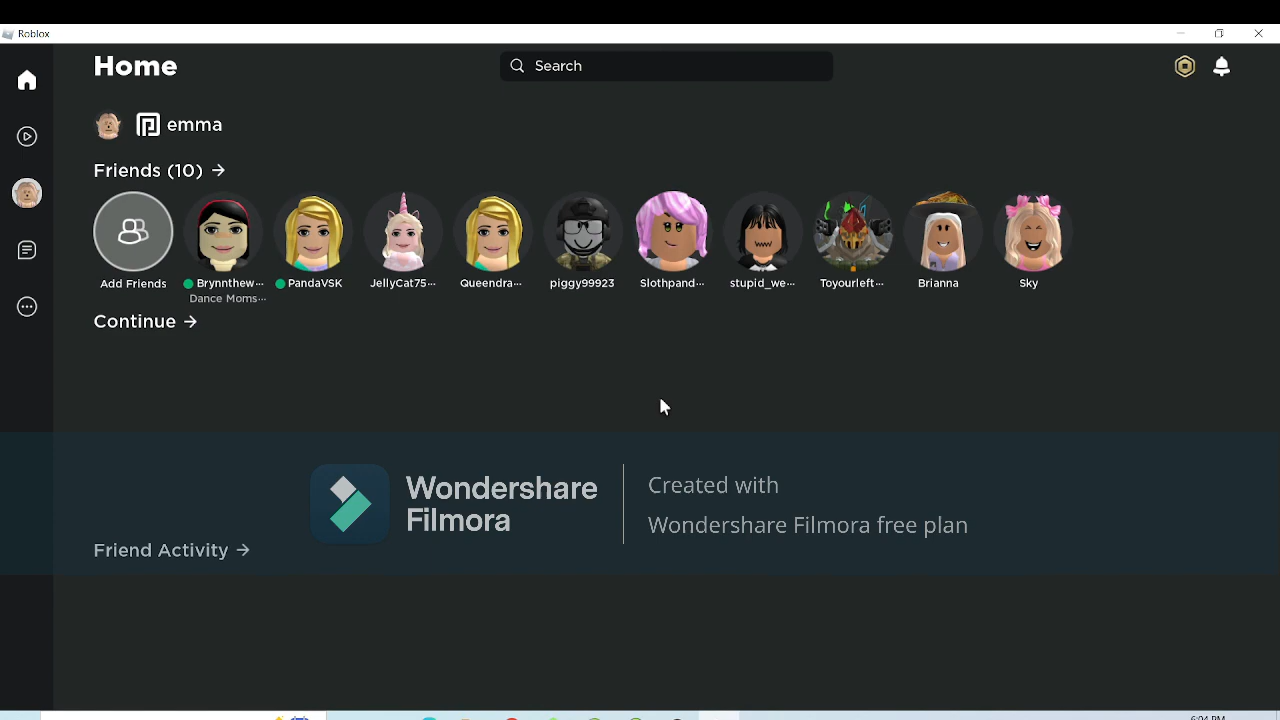 Roblox
Home
Search
emma
Friends (10) →
Add Friends
Brynnthew...
Dance Moms...
PandaVSK
JellyCat75...
Queendra...
piggy99923
Slothpand...
stupid_we...
Toyourleft...
Brianna
Sky
Continue →
Wondershare
Filmora
Created with
Wondershare Filmora free plan
Friend Activity →